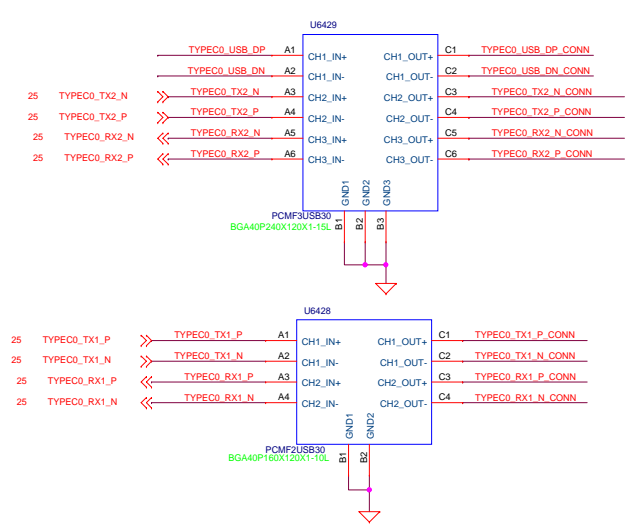 U6429
TYPEC0_USB_DP A1 CH1_IN+ CH1_OUT+ C1 TYPEC0_USB_DP_CONN
TYPEC0_USB_DN A2 CH1_IN- CH1_OUT- C2 TYPEC0_USB_DN_CONN
25 TYPEC0_TX2_N TYPEC0_TX2_N A3 CH2_IN+ CH2_OUT+ C3 TYPEC0_TX2_N_CONN
25 TYPEC0_TX2_P TYPEC0_TX2_P A4 CH2_IN- CH2_OUT- C4 TYPEC0_TX2_P_CONN
25 TYPEC0_RX2_N TYPEC0_RX2_N A5 CH3_IN+ CH3_OUT+ C5 TYPEC0_RX2_N_CONN
25 TYPEC0_RX2_P TYPEC0_RX2_P A6 CH3_IN- CH3_OUT- C6 TYPEC0_RX2_P_CONN
GND1 GND2 GND3
PCMF3USB30
BGA40P240X120X1-15L
B1 B2 B3
U6428
25 TYPEC0_TX1_P TYPEC0_TX1_P A1 CH1_IN+ CH1_OUT+ C1 TYPEC0_TX1_P_CONN
25 TYPEC0_TX1_N TYPEC0_TX1_N A2 CH1_IN- CH1_OUT- C2 TYPEC0_TX1_N_CONN
25 TYPEC0_RX1_P TYPEC0_RX1_P A3 CH2_IN+ CH2_OUT+ C3 TYPEC0_RX1_P_CONN
25 TYPEC0_RX1_N TYPEC0_RX1_N A4 CH2_IN- CH2_OUT- C4 TYPEC0_RX1_N_CONN
GND1 GND2
PCMF2USB30
BGA40P160X120X1-10L
B1 B2